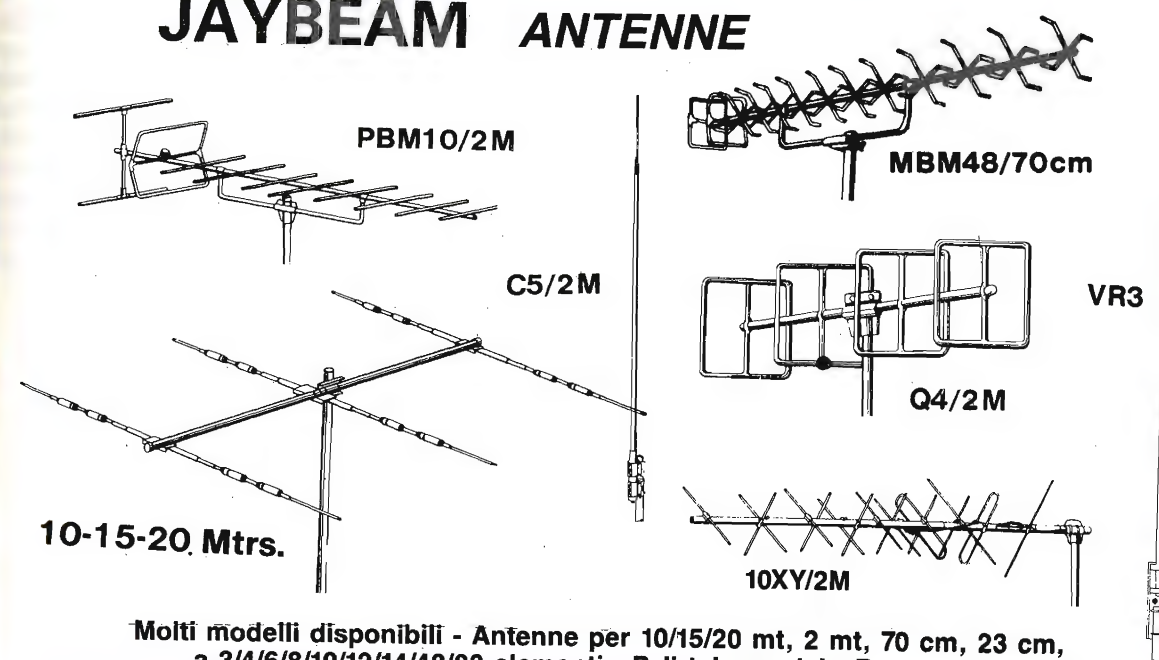 JAYBEAM ANTENNE
PBM10/2M
MBM48/70cm
C5/2M
VR3
Q4/2M
10-15-20 Mtrs.
10XY/2M
Molti modelli disponibili - Antenne per 10/15/20 mt, 2 mt, 70 cm, 23 cm,